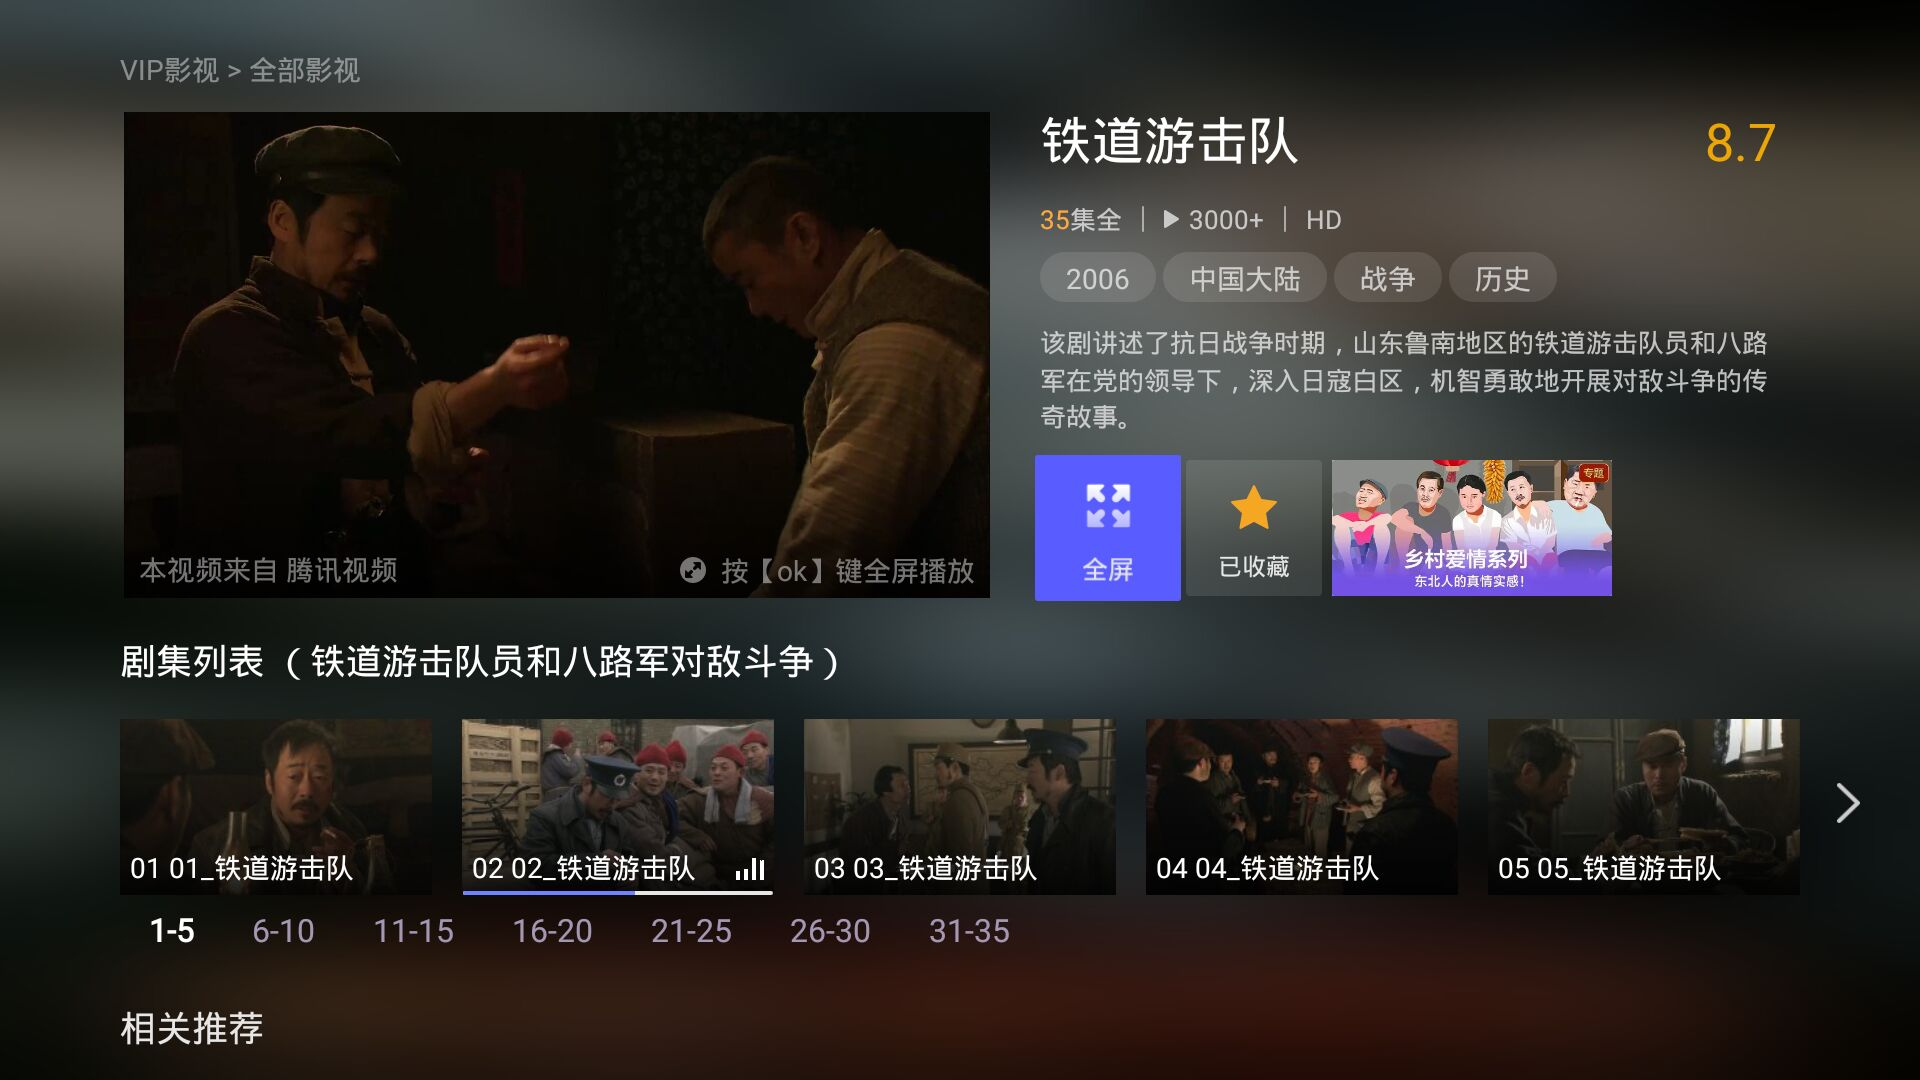 VIP影视 > 全部影视
铁道游击队
8.7
35集全 | 3000+ | HD
2006 中国大陆 战争 历史
该剧讲述了抗日战争时期，山东鲁南地区的铁道游击队员和八路
军在党的领导下，深入日寇白区，机智勇敢地开展对敌斗争的传
奇故事。
本视频来自 腾讯视频
按【ok】键全屏播放
全屏
已收藏
专题
乡村爱情系列
东北人的真情实感！
剧集列表 （铁道游击队员和八路军对敌斗争）
01 01_铁道游击队
02 02_铁道游击队
03 03_铁道游击队
04 04_铁道游击队
05 05_铁道游击队
1-5 6-10 11-15 16-20 21-25 26-30 31-35
相关推荐